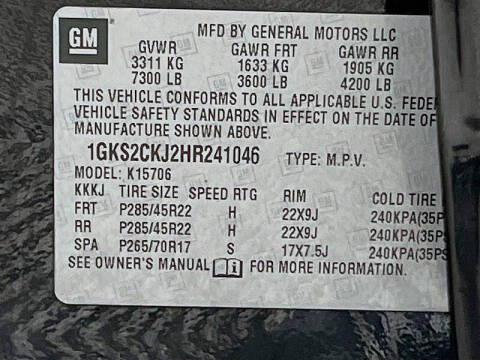 GM
MFD BY GENERAL MOTORS LLC
GVWR GAWR FRT GAWR RR
3311 KG 1633 KG 1905 KG
7300 LB 3600 LB 4200 LB
THIS VEHICLE CONFORMS TO ALL APPLICABLE U.S. FEDE
VEHICLE SAFETY STANDARDS IN EFFECT ON THE DATE OF
MANUFACTURE SHOWN ABOVE.
1GKS2CKJ2HR241046 TYPE: M.P.V.
MODEL: K15706
KKKJ TIRE SIZE SPEED RTG RIM COLD TIRE
FRT P285/45R22 H 22X9J 240KPA(35P
RR P285/45R22 H 22X9J 240KPA(35PS
SPA P265/70R17 S 17X7.5J 240KPA(35PS
SEE OWNER'S MANUAL FOR MORE INFORMATION.